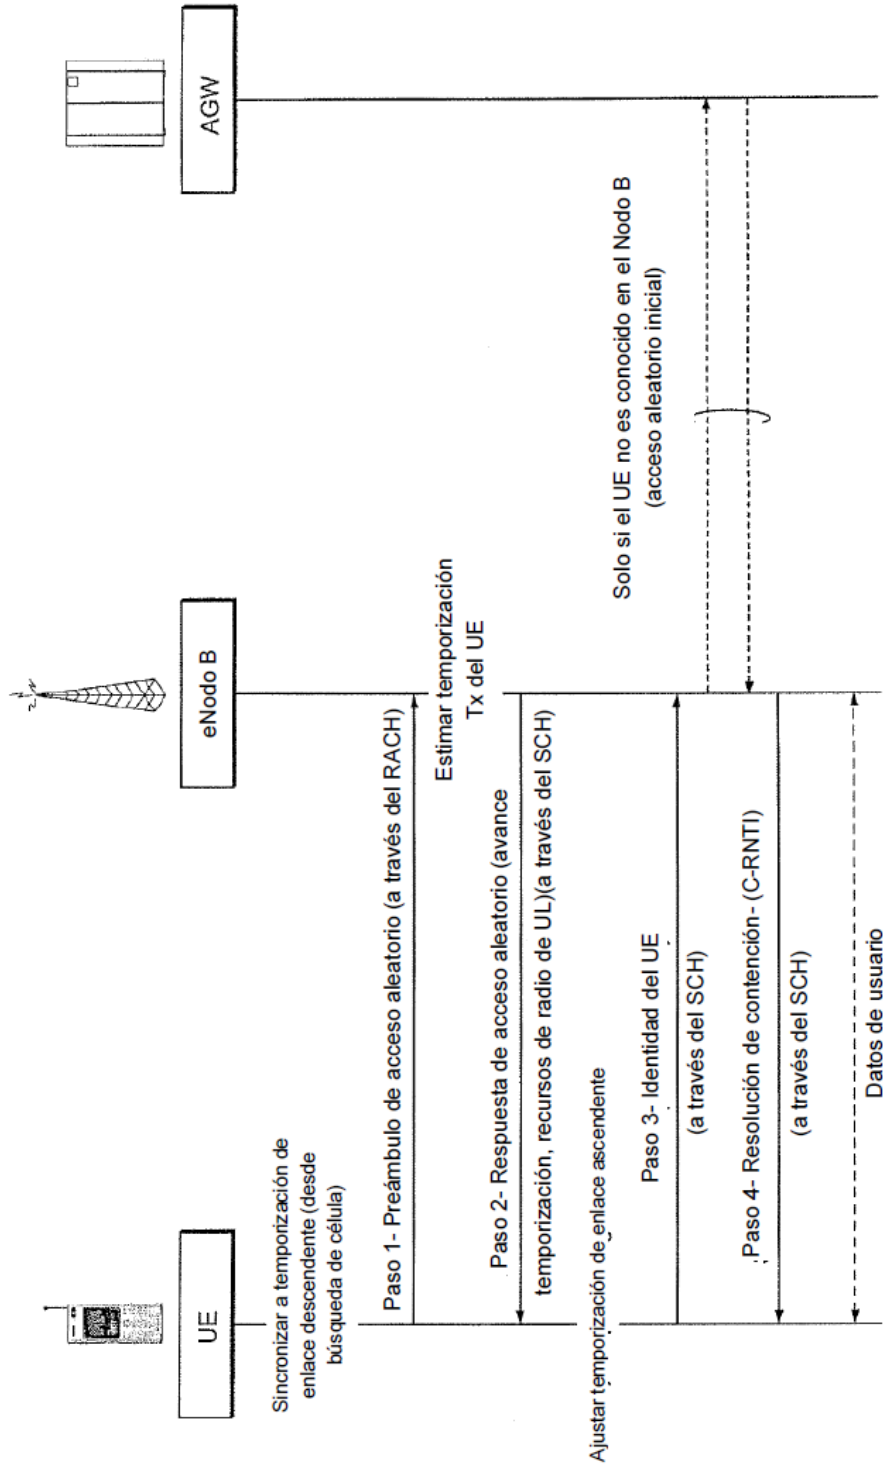 UE
eNodo B
AGW
Sincronizar a temporización de
enlace descendente (desde
búsqueda de célula)
Paso 1- Preámbulo de acceso aleatorio (a través del RACH)
Estimar temporización
Tx del UE
Paso 2- Respuesta de acceso aleatorio (avance
temporización, recursos de radio de UL)(a través del SCH)
Ajustar temporización de enlace ascendente
Paso 3- Identidad del UE
(a través del SCH)
Solo si el UE no es conocido en el Nodo B
(acceso aleatorio inicial)
Paso 4- Resolución de contención- (C-RNTI)
(a través del SCH)
Datos de usuario